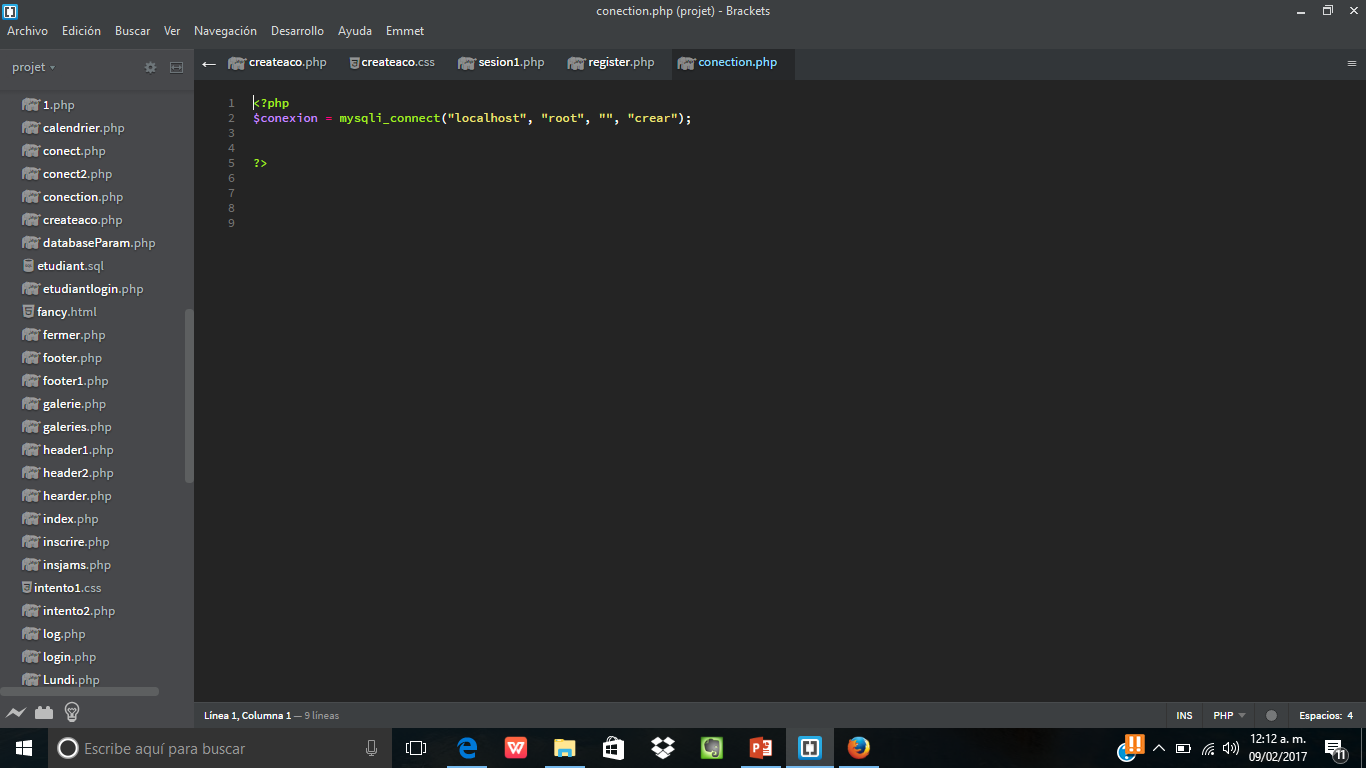 conection.php (projet) - Brackets
Archivo Edición Buscar Ver Navegación Desarrollo Ayuda Emmet
projet
createaco.php createaco.css sesion1.php register.php conection.php
1.php
calendrier.php
conect.php
conect2.php
conection.php
createaco.php
databaseParam.php
etudiant.sql
etudiantlogin.php
fancy.html
fermer.php
footer.php
footer1.php
galerie.php
galeries.php
header1.php
header2.php
hearder.php
index.php
inscrire.php
insjams.php
intento1.css
intento2.php
log.php
login.php
Lundi.php
1 <?php
2 $conexion = mysqli_connect("localhost", "root", "", "crear");
3
4
5 ?>
6
7
8
9
Línea 1, Columna 1 — 9 líneas
INS PHP Espacios: 4
Escribe aquí para buscar
12:12 a. m.
09/02/2017
11